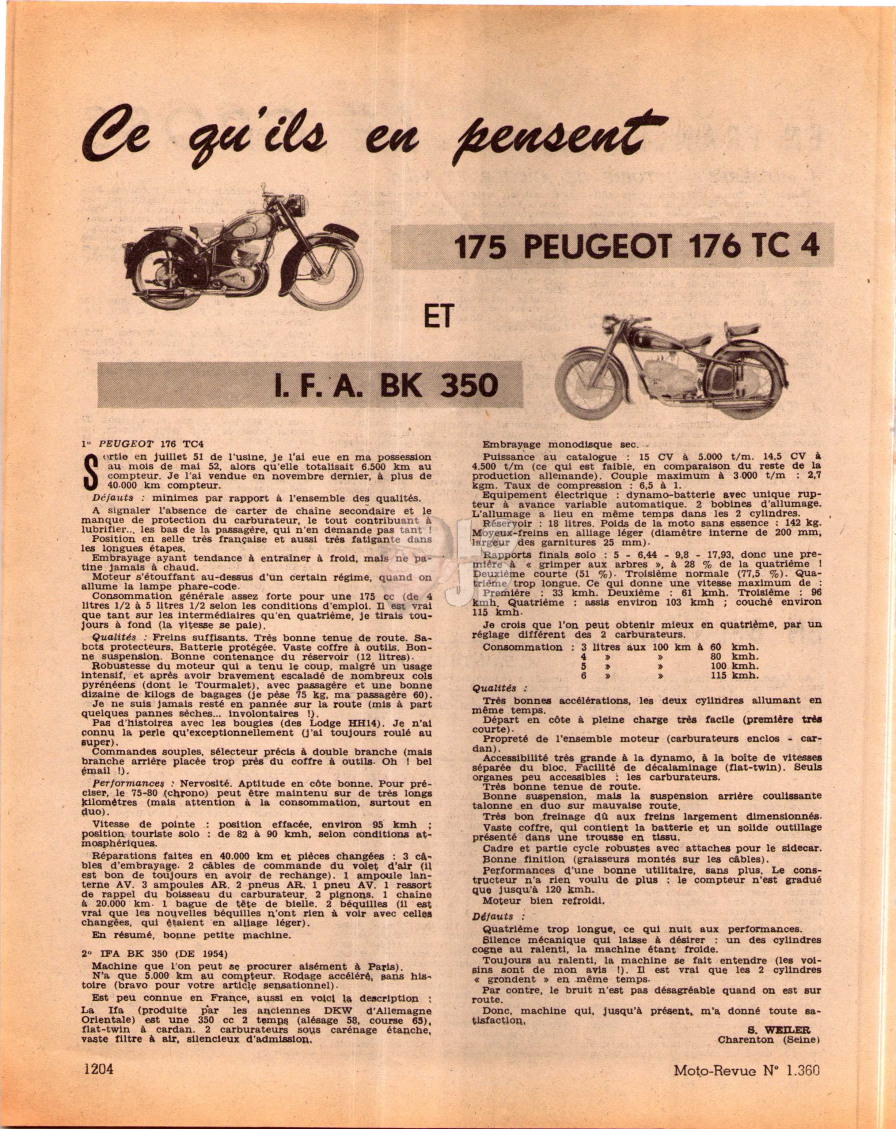 Ce qu'ils en pensent
175 PEUGEOT 176 TC 4
ET
I. F. A. BK 350
1° PEUGEOT 176 TC4
Sortie en juillet 51 de l'usine, je l'ai eue en ma possession
au mois de mai 52, alors qu'elle totalisait 6.500 km au
compteur. Je l'ai vendue en novembre dernier, à plus de
40.000 km compteur.
Défauts : minimes par rapport à l'ensemble des qualités.
A signaler l'absence de carter de chaîne secondaire et le
manque de protection du carburateur, le tout contribuant à
lubrifier... les bas de la passagère, qui n'en demande pas tant !
Position en selle très française et aussi très fatigante dans
les longues étapes.
Embrayage ayant tendance à entraîner à froid, mais ne pa-
tine jamais à chaud.
Moteur s'étouffant au-dessus d'un certain régime, quand on
allume la lampe phare-code.
Consommation générale assez forte pour une 175 cc (de 4
litres 1/2 à 5 litres 1/2 selon les conditions d'emploi. Il est vrai
que tant sur les intermédiaires qu'en quatrième, je tirais tou-
jours à fond (la vitesse se paie).
Qualités : Freins suffisants. Très bonne tenue de route. Sa-
bots protecteurs. Batterie protégée. Vaste coffre à outils. Bon-
ne suspension. Bonne contenance du réservoir (12 litres).
Robustesse du moteur qui a tenu le coup, malgré un usage
intensif, et après avoir bravement escaladé de nombreux cols
pyrénéens (dont le Tourmalet), avec passagère et une bonne
dizaine de kilogs de bagages (je pèse 75 kg, ma passagère 60).
Je ne suis jamais resté en panne sur la route (mis à part
quelques pannes sèches... involontaires !).
Pas d'histoires avec les bougies (des Lodge HH14). Je n'ai
connu la perle qu'exceptionnellement (j'ai toujours roulé au
super).
Commandes souples, sélecteur précis à double branche (mais
branche arrière placée trop près du coffre à outils. Oh ! bel
émail !).
Performances : Nervosité. Aptitude en côte bonne. Pour pré-
ciser, le 75-80 (chrono) peut être maintenu sur de très longs
kilomètres (mais attention à la consommation, surtout en
duo).
Vitesse de pointe : position effacée, environ 95 kmh ;
position touriste solo : de 82 à 90 kmh, selon conditions at-
mosphériques.
Réparations faites en 40.000 km et pièces changées : 3 câ-
bles d'embrayage. 2 câbles de commande du volet d'air (il
est bon de toujours en avoir de rechange). 1 ampoule lan-
terne AV. 3 ampoules AR. 2 pneus AR. 1 pneu AV. 1 ressort
de rappel du boisseau du carburateur. 2 pignons. 1 chaîne
à 20.000 km. 1 bague de tête de bielle. 2 béquilles (il est
vrai que les nouvelles béquilles n'ont rien à voir avec celles
changées, qui étaient en alliage léger).
En résumé, bonne petite machine.
2° IFA BK 350 (DE 1954)
Machine que l'on peut se procurer aisément à Paris).
N'a que 5.000 km au compteur. Rodage accéléré, sans his-
toire (bravo pour votre article sensationnel).
Est peu connue en France, aussi en voici la description :
La Ifa (produite par les anciennes DKW d'Allemagne
Orientale) est une 350 cc 2 temps (alésage 58, course 65),
flat-twin à cardan. 2 carburateurs sous carénage étanche,
vaste filtre à air, silencieux d'admission.
Embrayage monodisque sec.
Puissance au catalogue : 15 CV à 5.000 t/m. 14,5 CV à
4.500 t/m (ce qui est faible, en comparaison du reste de la
production allemande). Couple maximum à 3.000 t/m : 2,7
kgm. Taux de compression : 6,5 à 1.
Equipement électrique : dynamo-batterie avec unique rup-
teur à avance variable automatique. 2 bobines d'allumage.
L'allumage a lieu en même temps dans les 2 cylindres.
Réservoir : 18 litres. Poids de la moto sans essence : 142 kg.
Moyeux-freins en alliage léger (diamètre interne de 200 mm,
largeur des garnitures 25 mm).
Rapports finals solo : 5 - 6,44 - 9,8 - 17,93, donc une pre-
mière à « grimper aux arbres », à 28 % de la quatrième !
Deuxième courte (51 %). Troisième normale (77,5 %). Qua-
trième trop longue. Ce qui donne une vitesse maximum de :
Première : 33 kmh. Deuxième : 61 kmh. Troisième : 96
kmh. Quatrième : assis environ 103 kmh ; couché environ
115 kmh.
Je crois que l'on peut obtenir mieux en quatrième, par un
réglage différent des 2 carburateurs.
Consommation : 3 litres aux 100 km à 60 kmh.
4 » » 80 kmh.
5 » » 100 kmh.
6 » » 115 kmh.
Qualités :
Très bonnes accélérations, les deux cylindres allumant en
même temps.
Départ en côte à pleine charge très facile (première très
courte).
Propreté de l'ensemble moteur (carburateurs enclos - car-
dan).
Accessibilité très grande à la dynamo, à la boîte de vitesses
séparée du bloc. Facilité de décalaminage (flat-twin). Seuls
organes peu accessibles : les carburateurs.
Très bonne tenue de route.
Bonne suspension, mais la suspension arrière coulissante
talonne en duo sur mauvaise route.
Très bon freinage dû aux freins largement dimensionnés.
Vaste coffre, qui contient la batterie et un solide outillage
présenté dans une trousse en tissu.
Cadre et partie cycle robustes avec attaches pour le sidecar.
Bonne finition (graisseurs montés sur les câbles).
Performances d'une bonne utilitaire, sans plus. Le cons-
tructeur n'a rien voulu de plus : le compteur n'est gradué
que jusqu'à 120 kmh.
Moteur bien refroidi.
Défauts :
Quatrième trop longue, ce qui nuit aux performances.
Silence mécanique qui laisse à désirer : un des cylindres
cogne au ralenti, la machine étant froide.
Toujours au ralenti, la machine se fait entendre (les voi-
sins sont de mon avis !). Il est vrai que les 2 cylindres
« grondent » en même temps.
Par contre, le bruit n'est pas désagréable quand on est sur
route.
Donc, machine qui, jusqu'à présent, m'a donné toute sa-
tisfaction.
S. WEILER
Charenton (Seine)
1204
Moto-Revue N° 1.360